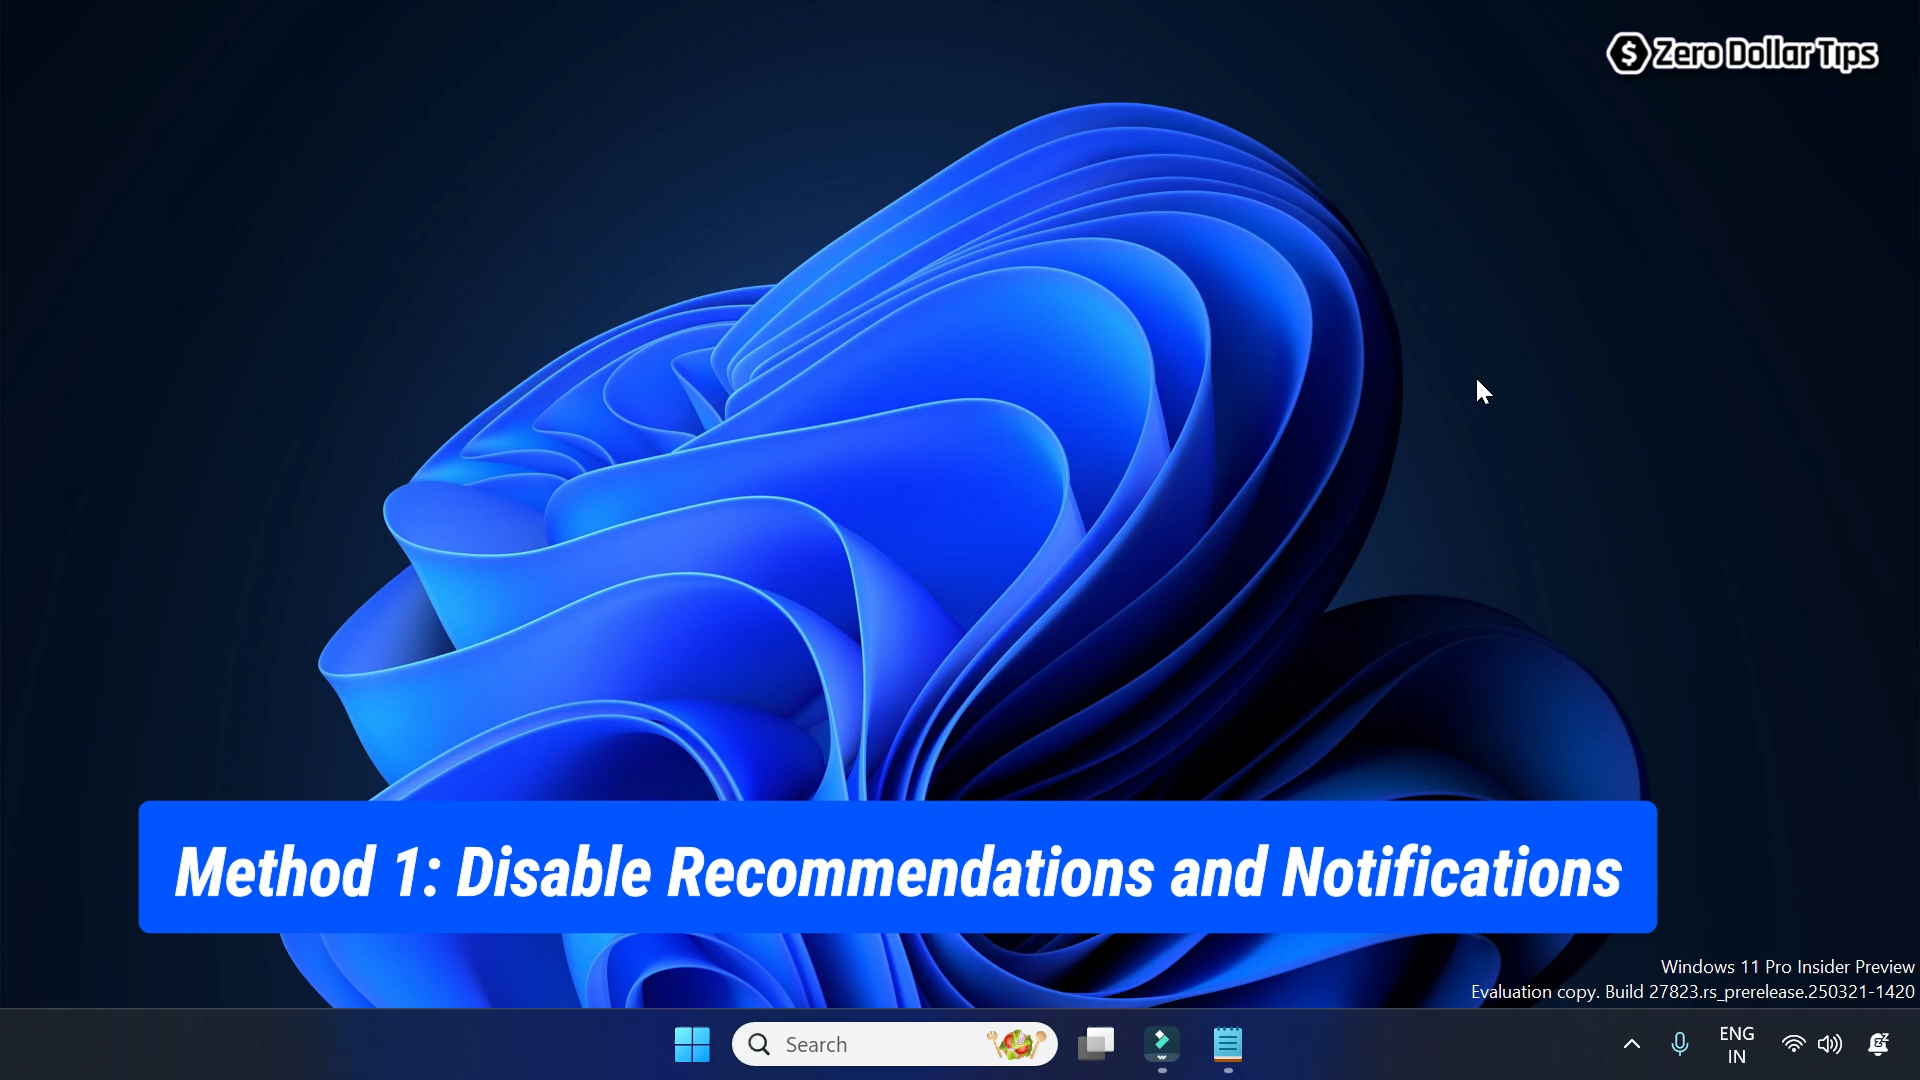 Zero Dollar Tips
Method 1: Disable Recommendations and Notifications
Windows 11 Pro Insider Preview
Evaluation copy. Build 27823.rs_prerelease.250321-1420
Search
ENG
IN